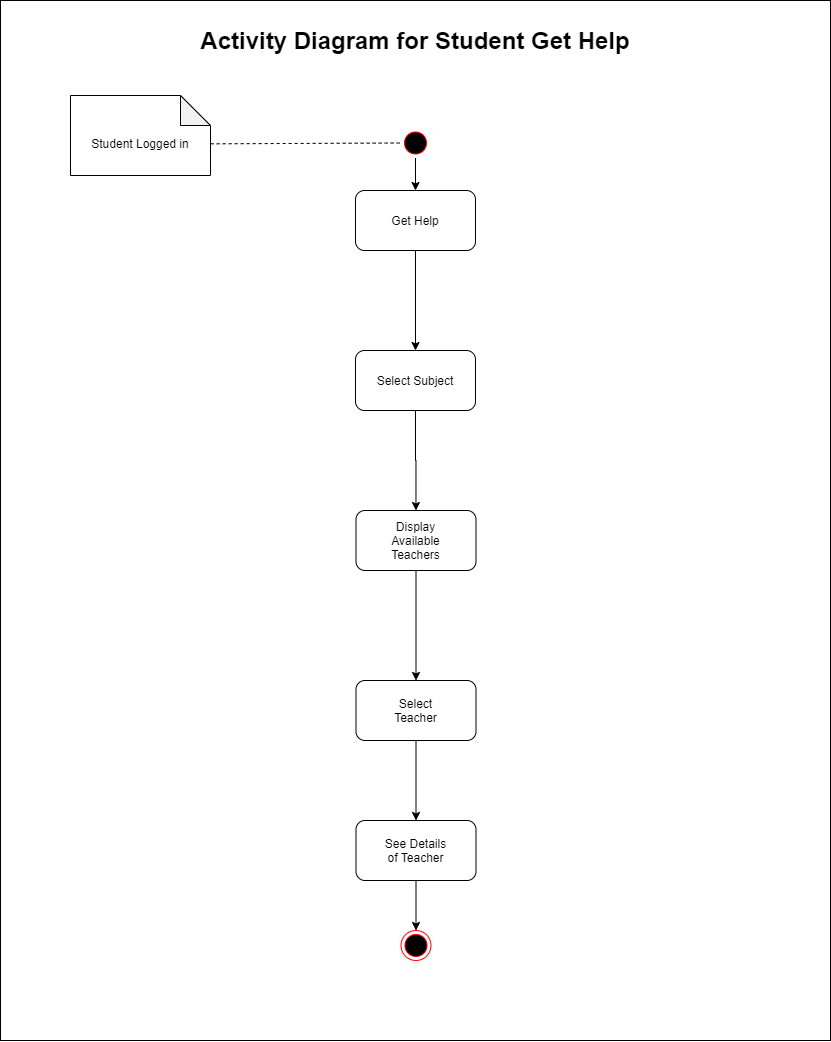 Activity Diagram for Student Get Help
Student Logged in
Get Help
Select Subject
Display
Available
Teachers
Select
Teacher
See Details
of Teacher